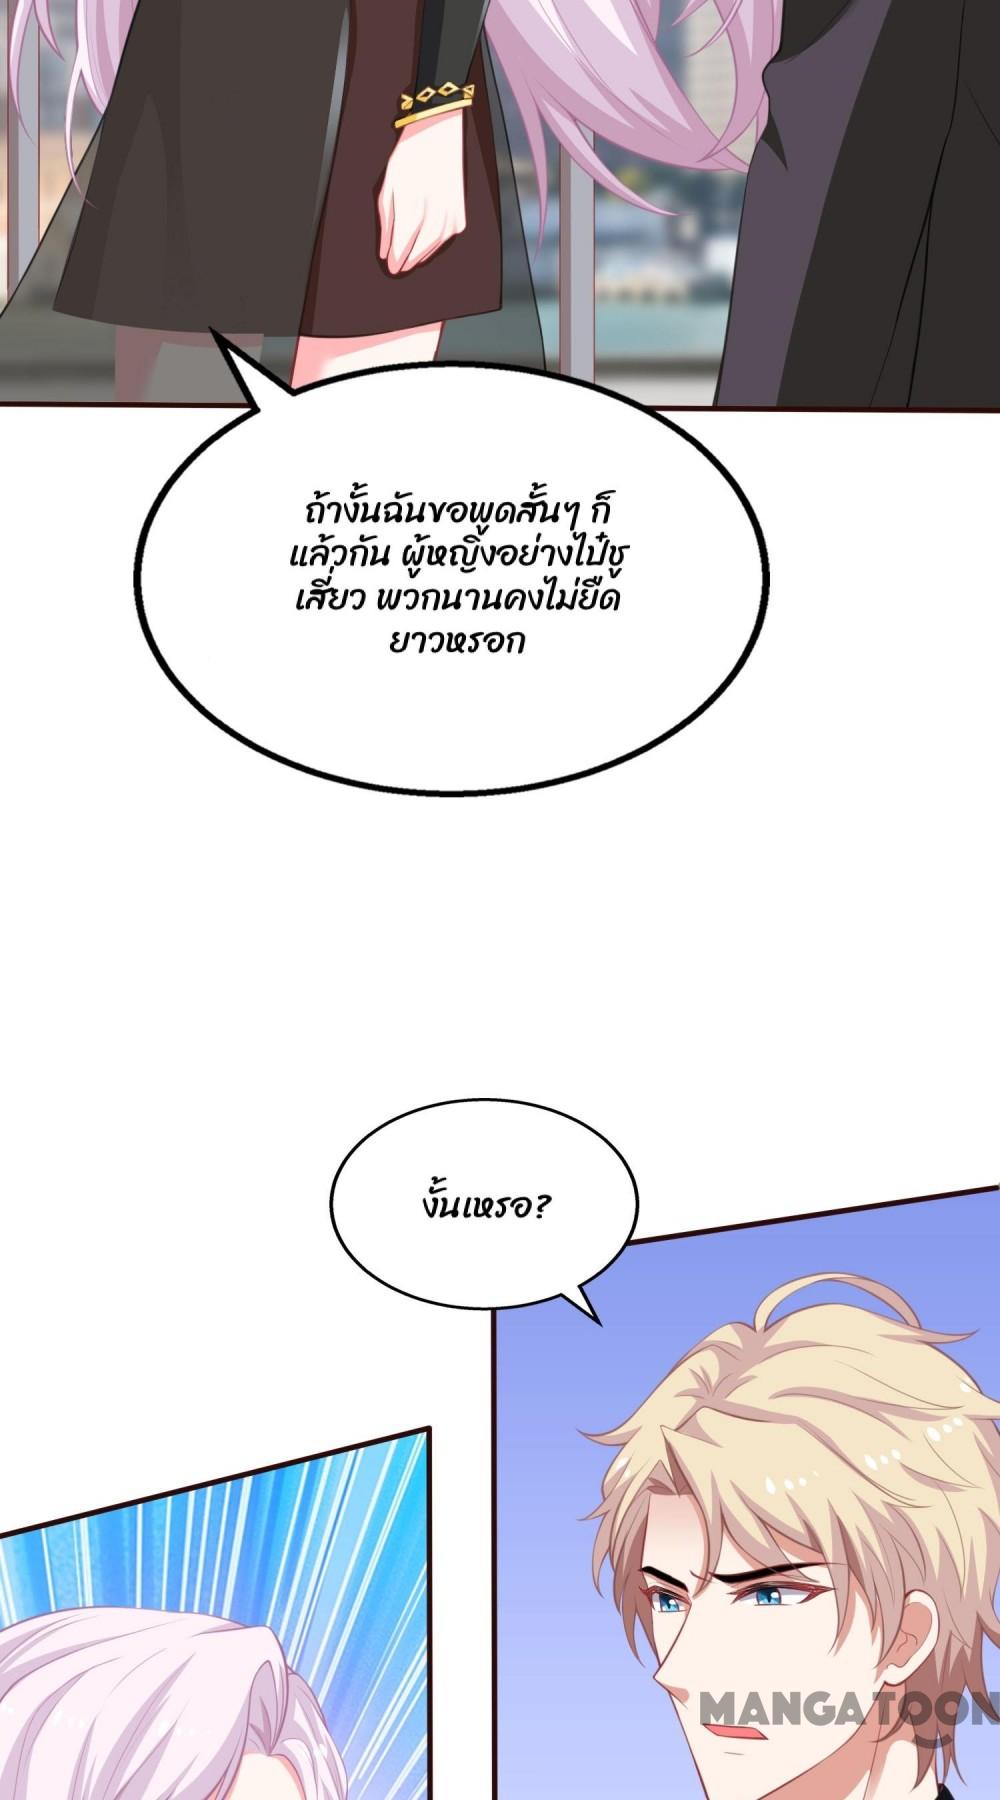 ถ้างั้นฉันขอพูดสั้นๆ ก็
แล้วกัน ผู้หญิงอย่างไป๋ชู
เสี่ยว พวกนานคงไม่ยืด
ยาวหรอก
งั้นเหรอ?
MANGATOON